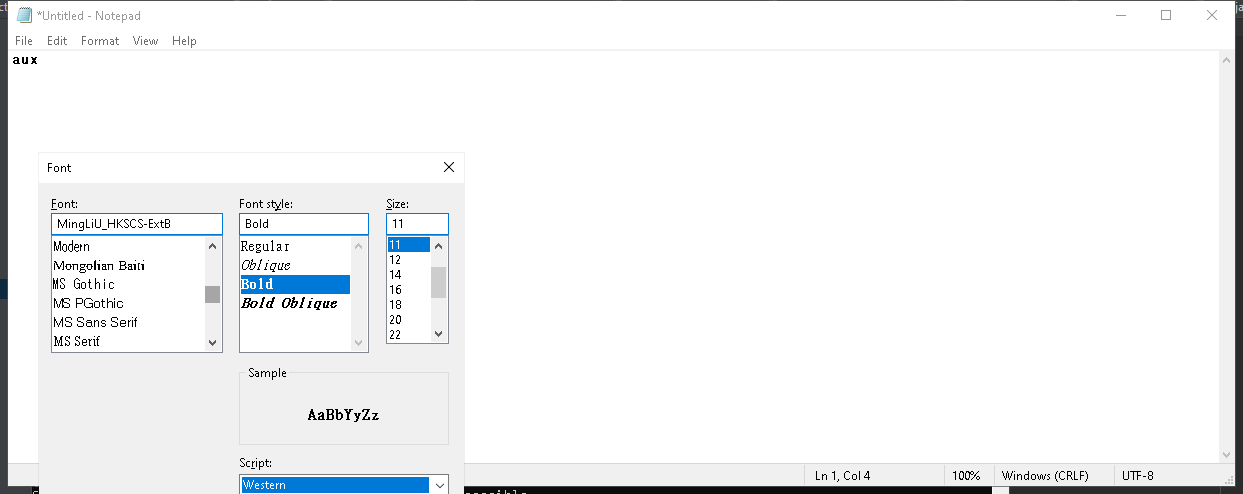 *Untitled - Notepad
File Edit Format View Help
aux
Font
Font: Font style: Size:
MingLiU_HKSCS-ExtB Bold 11
Modern Regular 11
Mongolian Baiti Oblique 12
MS Gothic Bold 14
MS PGothic Bold Oblique 16
MS Sans Serif 18
MS Serif 20
22
Sample
AaBbYyZz
Script:
Western
Ln 1, Col 4 100% Windows (CRLF) UTF-8